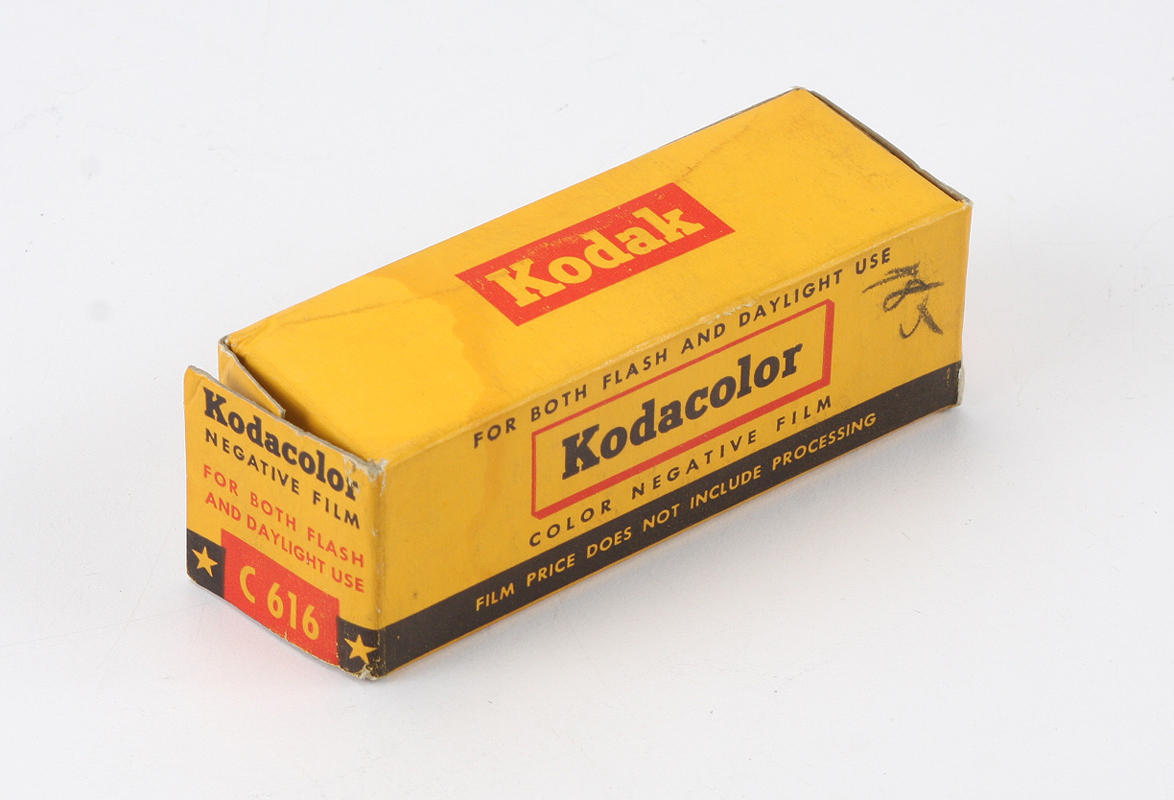 Kodak
FOR BOTH FLASH AND DAYLIGHT USE
Kodacolor
COLOR NEGATIVE FILM
FILM PRICE DOES NOT INCLUDE PROCESSING
Kodacolor
NEGATIVE FILM
FOR BOTH FLASH
AND DAYLIGHT USE
C 616